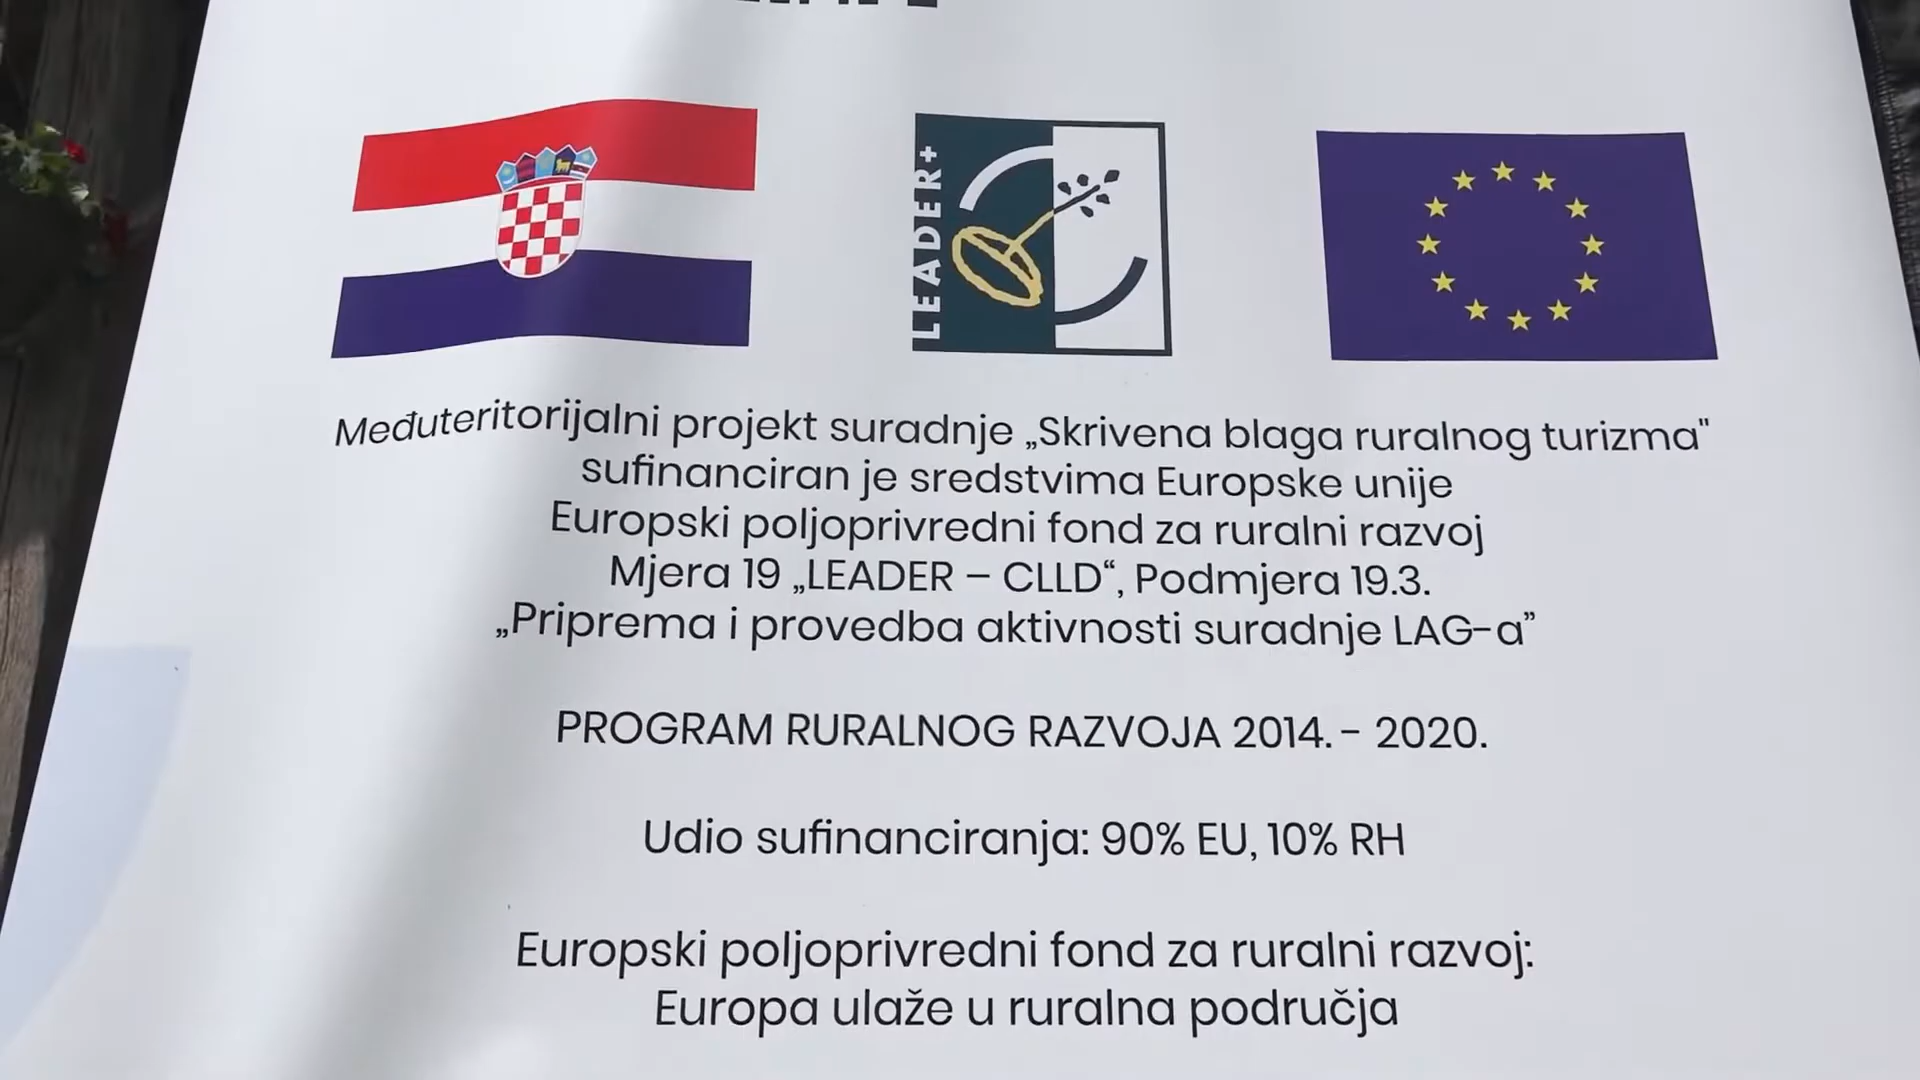 LEADER+
Međuteritorijalni projekt suradnje „Skrivena blaga ruralnog turizma"
sufinanciran je sredstvima Europske unije
Europski poljoprivredni fond za ruralni razvoj
Mjera 19 „LEADER – CLLD“, Podmjera 19.3.
„Priprema i provedba aktivnosti suradnje LAG-a”
PROGRAM RURALNOG RAZVOJA 2014. - 2020.
Udio sufinanciranja: 90% EU, 10% RH
Europski poljoprivredni fond za ruralni razvoj:
Europa ulaže u ruralna područja